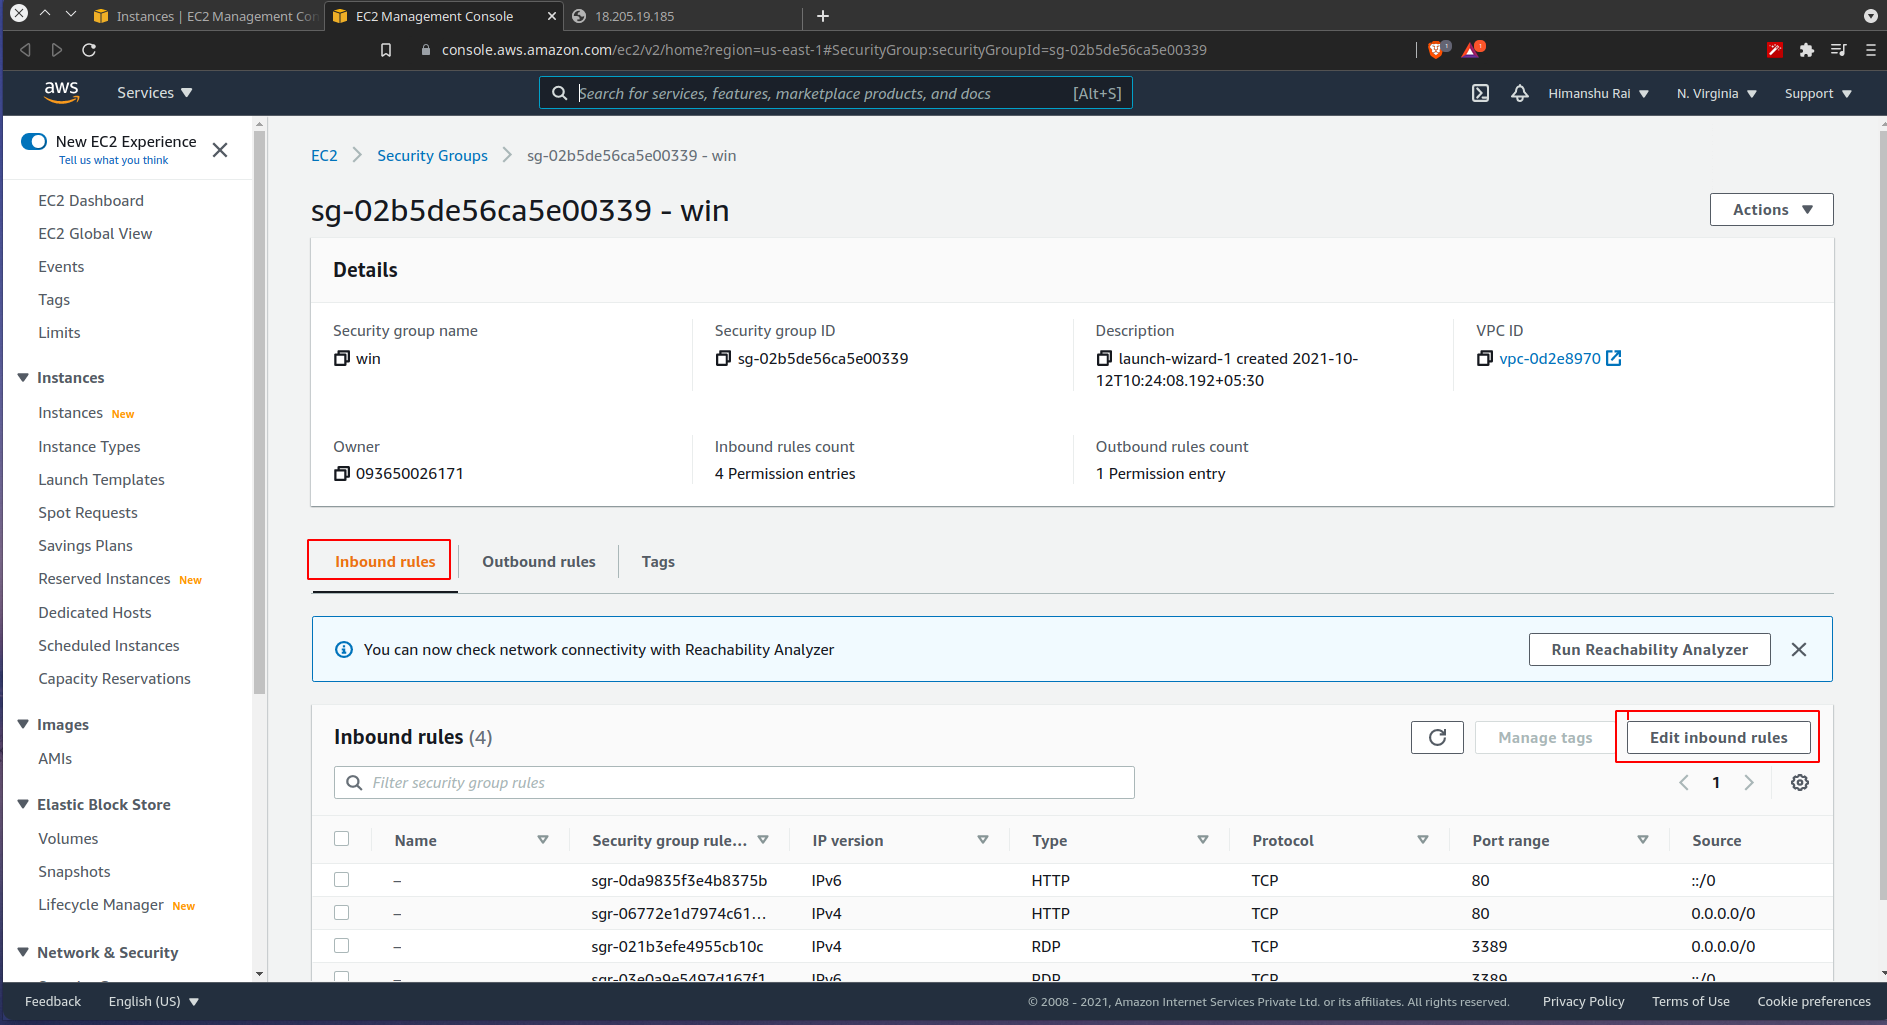 Instances | EC2 Management Con
EC2 Management Console
18.205.19.185
console.aws.amazon.com/ec2/v2/home?region=us-east-1#SecurityGroup:securityGroupId=sg-02b5de56ca5e00339
1
1
aws
Services
Search for services, features, marketplace products, and docs
[Alt+S]
Himanshu Rai
N. Virginia
Support
New EC2 Experience
Tell us what you think
EC2 Dashboard
EC2 Global View
Events
Tags
Limits
Instances
Instances New
Instance Types
Launch Templates
Spot Requests
Savings Plans
Reserved Instances New
Dedicated Hosts
Scheduled Instances
Capacity Reservations
Images
AMIs
Elastic Block Store
Volumes
Snapshots
Lifecycle Manager New
Network & Security
EC2 > Security Groups > sg-02b5de56ca5e00339 - win
sg-02b5de56ca5e00339 - win
Actions
Details
Security group name
win
Security group ID
sg-02b5de56ca5e00339
Description
launch-wizard-1 created 2021-10-
12T10:24:08.192+05:30
VPC ID
vpc-0d2e8970
Owner
093650026171
Inbound rules count
4 Permission entries
Outbound rules count
1 Permission entry
Inbound rules
Outbound rules
Tags
You can now check network connectivity with Reachability Analyzer
Run Reachability Analyzer
Inbound rules (4)
Manage tags
Edit inbound rules
Filter security group rules
1
Name Security group rule... IP version Type Protocol Port range Source
– sgr-0da9835f3e4b8375b IPv6 HTTP TCP 80 ::/0
– sgr-06772e1d7974c61... IPv4 HTTP TCP 80 0.0.0.0/0
– sgr-021b3efe4955cb10c IPv4 RDP TCP 3389 0.0.0.0/0
– sgr-03e0a9e5497d167f1 IPv6 RDP TCP 3389 ::/0
Feedback
English (US)
© 2008 - 2021, Amazon Internet Services Private Ltd. or its affiliates. All rights reserved.
Privacy Policy
Terms of Use
Cookie preferences